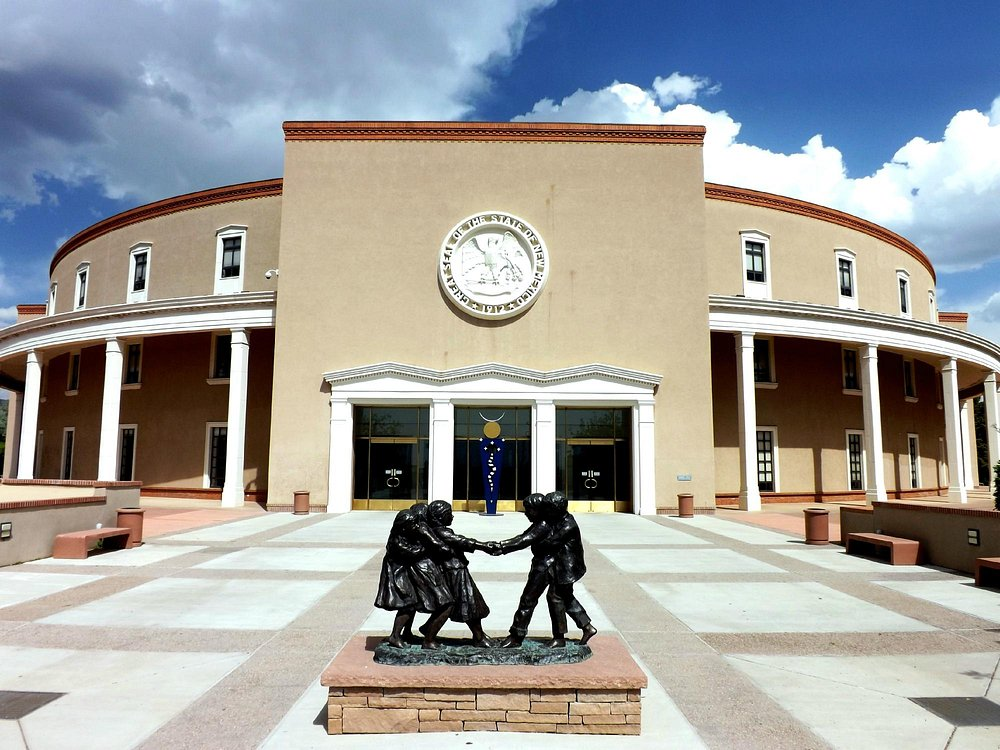 GREAT SEAL OF THE STATE OF NEW MEXICO
★ 1912 ★